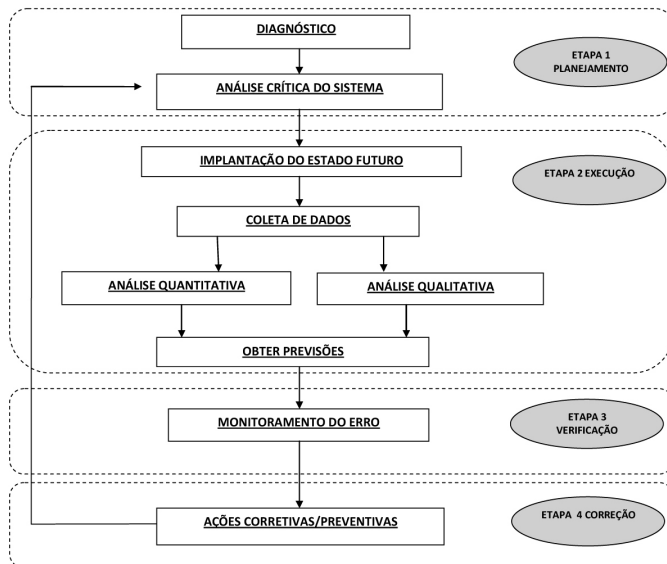 DIAGNÓSTICO
ETAPA 1
PLANEJAMENTO
ANÁLISE CRÍTICA DO SISTEMA
IMPLANTAÇÃO DO ESTADO FUTURO
ETAPA 2 EXECUÇÃO
COLETA DE DADOS
ANÁLISE QUANTITATIVA
ANÁLISE QUALITATIVA
OBTER PREVISÕES
MONITORAMENTO DO ERRO
ETAPA 3
VERIFICAÇÃO
AÇÕES CORRETIVAS/PREVENTIVAS
ETAPA 4 CORREÇÃO